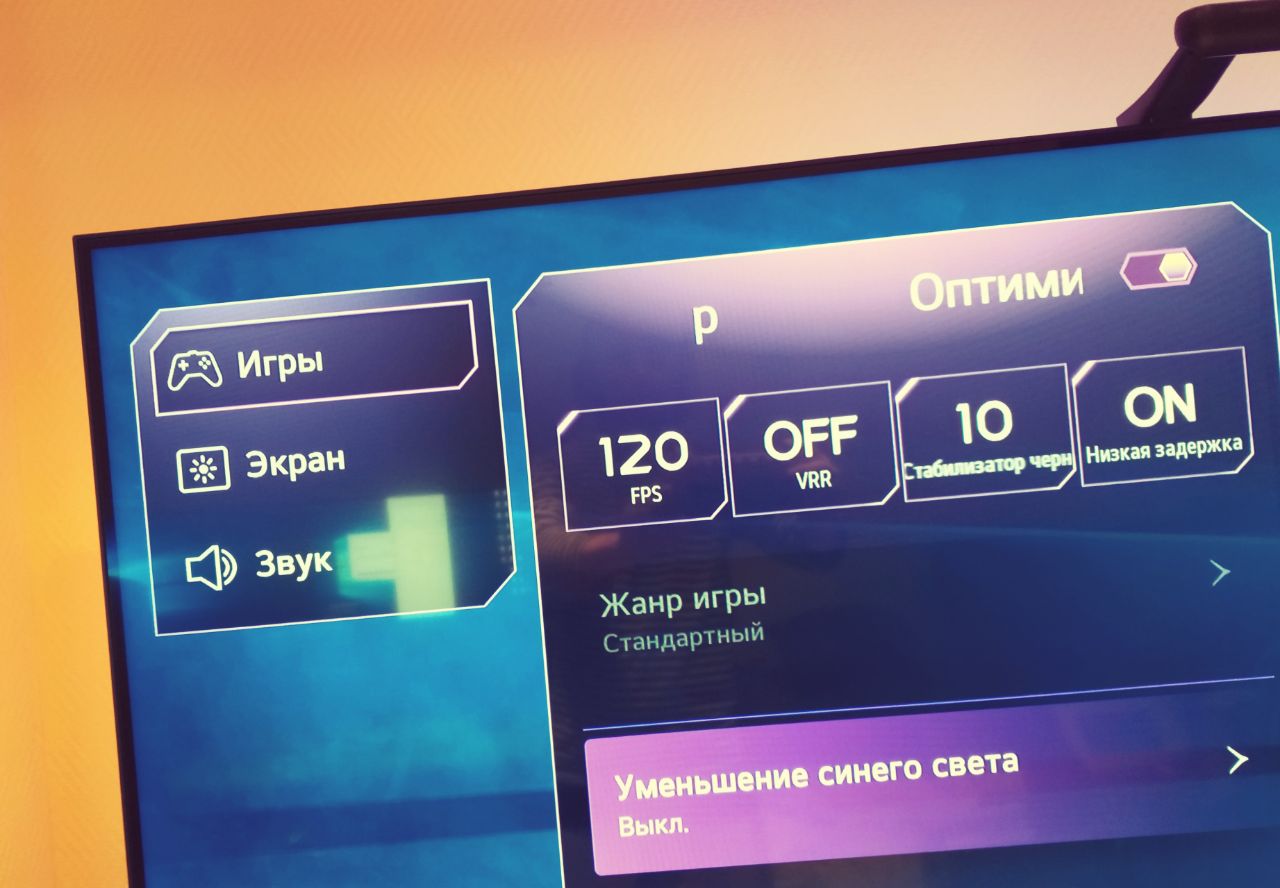 Игры
Экран
Звук
р Оптими
120
FPS
OFF
VRR
10
Стабилизатор черн
ON
Низкая задержка
Жанр игры
Стандартный
Уменьшение синего света
Выкл.